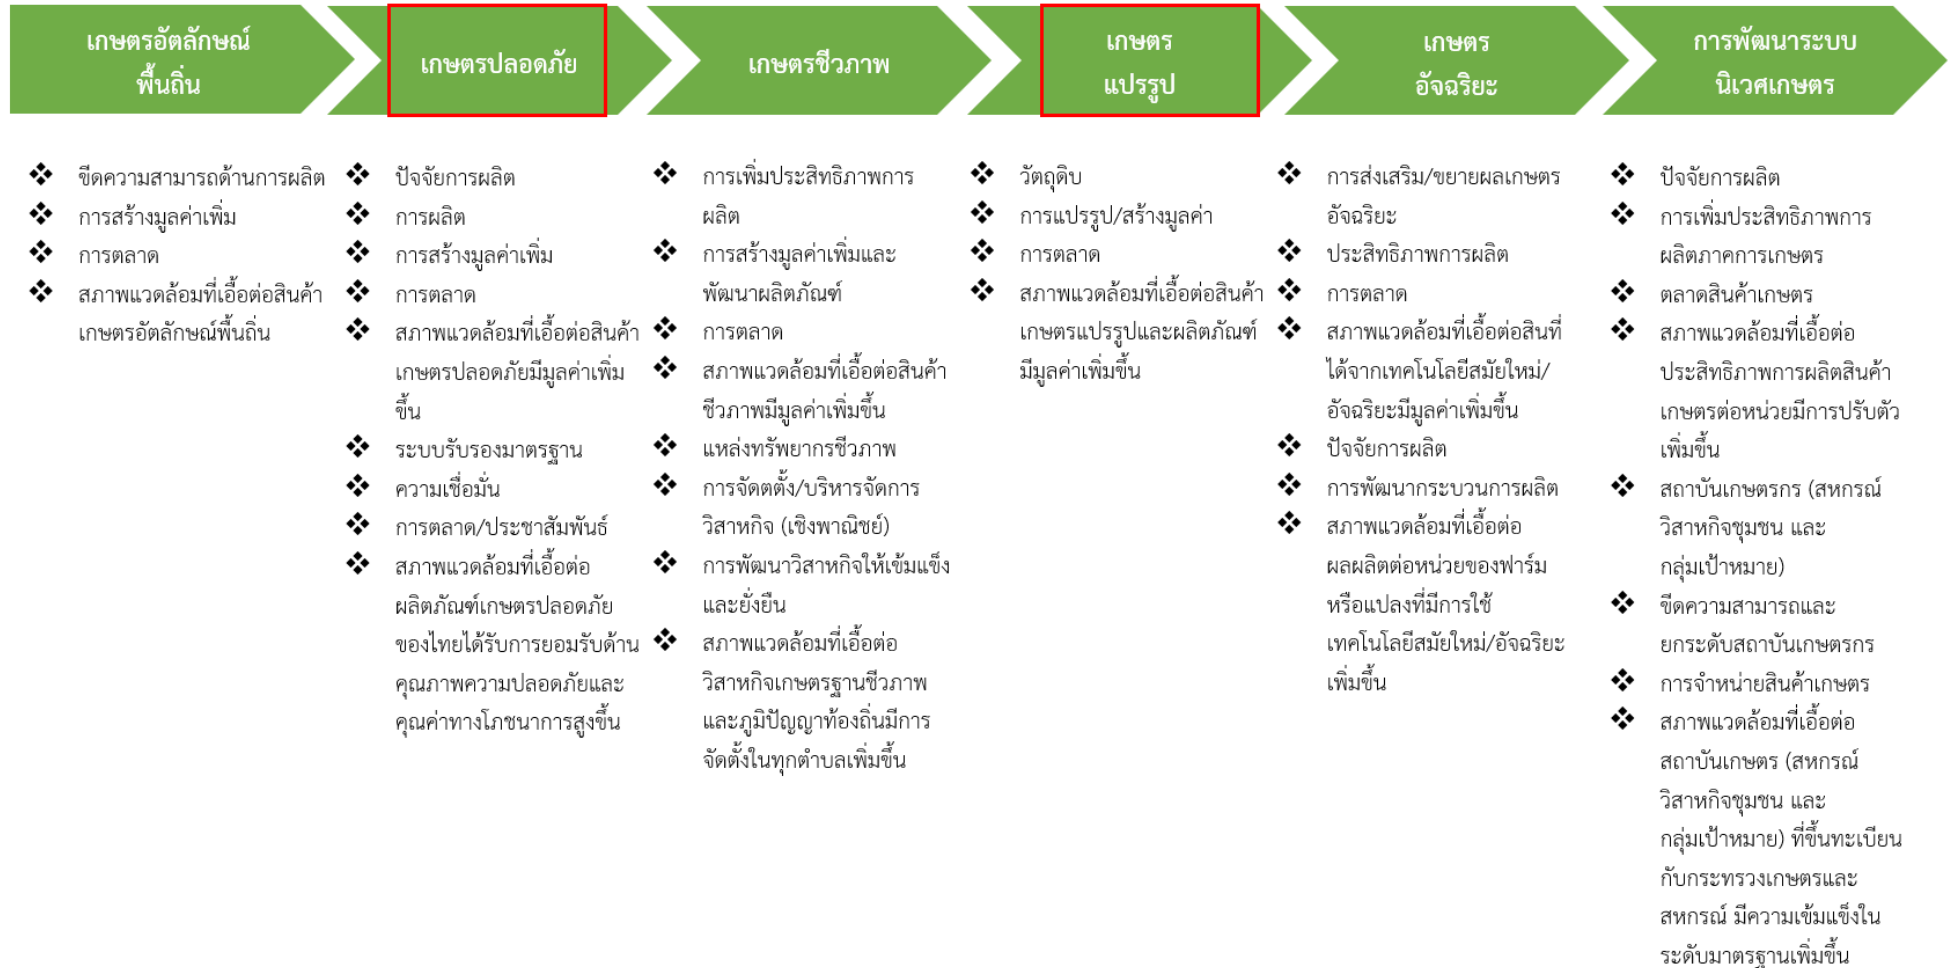 เกษตรอัตลักษณ์
พื้นถิ่น
เกษตรปลอดภัย
เกษตรชีวภาพ
เกษตร
แปรรูป
เกษตร
อัจฉริยะ
การพัฒนาระบบ
นิเวศเกษตร
❖ ขีดความสามารถด้านการผลิต
❖ การสร้างมูลค่าเพิ่ม
❖ การตลาด
❖ สภาพแวดล้อมที่เอื้อต่อสินค้า
เกษตรอัตลักษณ์พื้นถิ่น
❖ ปัจจัยการผลิต
❖ การผลิต
❖ การสร้างมูลค่าเพิ่ม
❖ การตลาด
❖ สภาพแวดล้อมที่เอื้อต่อสินค้า
เกษตรปลอดภัยมีมูลค่าเพิ่ม
ขึ้น
❖ ระบบรับรองมาตรฐาน
❖ ความเชื่อมั่น
❖ การตลาด/ประชาสัมพันธ์
❖ สภาพแวดล้อมที่เอื้อต่อ
ผลิตภัณฑ์เกษตรปลอดภัย
ของไทยได้รับการยอมรับด้าน
คุณภาพความปลอดภัยและ
คุณค่าทางโภชนาการสูงขึ้น
❖ การเพิ่มประสิทธิภาพการ
ผลิต
❖ การสร้างมูลค่าเพิ่มและ
พัฒนาผลิตภัณฑ์
❖ การตลาด
❖ สภาพแวดล้อมที่เอื้อต่อสินค้า
ชีวภาพมีมูลค่าเพิ่มขึ้น
❖ แหล่งทรัพยากรชีวภาพ
❖ การจัดตตั้ง/บริหารจัดการ
วิสาหกิจ (เชิงพาณิชย์)
❖ การพัฒนาวิสาหกิจให้เข้มแข็ง
และยั่งยืน
❖ สภาพแวดล้อมที่เอื้อต่อ
วิสาหกิจเกษตรฐานชีวภาพ
และภูมิปัญญาท้องถิ่นมีการ
จัดตั้งในทุกตำบลเพิ่มขึ้น
❖ วัตถุดิบ
❖ การแปรรูป/สร้างมูลค่า
❖ การตลาด
❖ สภาพแวดล้อมที่เอื้อต่อสินค้า
เกษตรแปรรูปและผลิตภัณฑ์
มีมูลค่าเพิ่มขึ้น
❖ การส่งเสริม/ขยายผลเกษตร
อัจฉริยะ
❖ ประสิทธิภาพการผลิต
❖ การตลาด
❖ สภาพแวดล้อมที่เอื้อต่อสินที่
ได้จากเทคโนโลยีสมัยใหม่/
อัจฉริยะมีมูลค่าเพิ่มขึ้น
❖ ปัจจัยการผลิต
❖ การพัฒนากระบวนการผลิต
❖ สภาพแวดล้อมที่เอื้อต่อ
ผลผลิตต่อหน่วยของฟาร์ม
หรือแปลงที่มีการใช้
เทคโนโลยีสมัยใหม่/อัจฉริยะ
เพิ่มขึ้น
❖ ปัจจัยการผลิต
❖ การเพิ่มประสิทธิภาพการ
ผลิตภาคการเกษตร
❖ ตลาดสินค้าเกษตร
❖ สภาพแวดล้อมที่เอื้อต่อ
ประสิทธิภาพการผลิตสินค้า
เกษตรต่อหน่วยมีการปรับตัว
เพิ่มขึ้น
❖ สถาบันเกษตรกร (สหกรณ์
วิสาหกิจชุมชน และ
กลุ่มเป้าหมาย)
❖ ขีดความสามารถและ
ยกระดับสถาบันเกษตรกร
❖ การจำหน่ายสินค้าเกษตร
❖ สภาพแวดล้อมที่เอื้อต่อ
สถาบันเกษตร (สหกรณ์
วิสาหกิจชุมชน และ
กลุ่มเป้าหมาย) ที่ขึ้นทะเบียน
กับกระทรวงเกษตรและ
สหกรณ์ มีความเข้มแข็งใน
ระดับมาตรฐานเพิ่มขึ้น